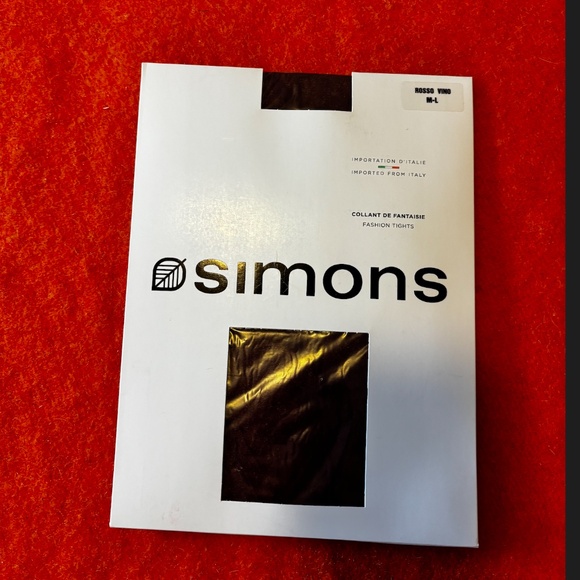 ROSSO VINO
M-L
IMPORTATION D'ITALIE
IMPORTED FROM ITALY
COLLANT DE FANTAISIE
FASHION TIGHTS
simons